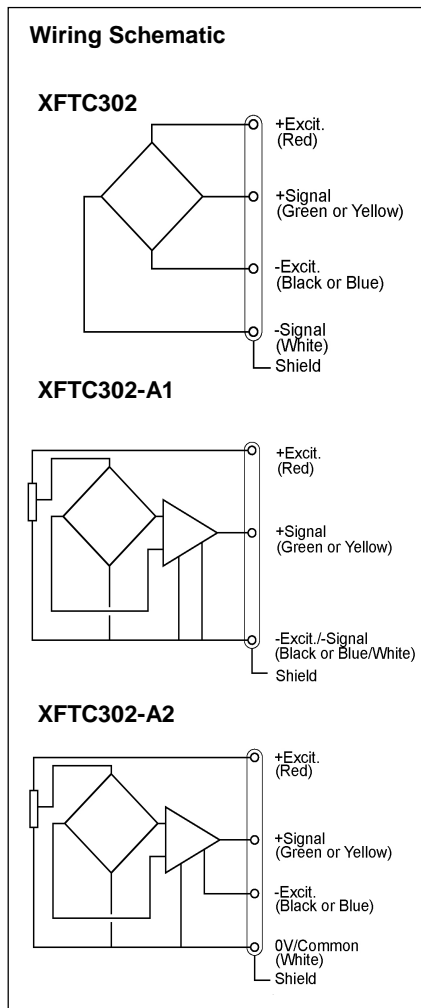 Wiring Schematic
XFTC302
+Excit.
(Red)
+Signal
(Green or Yellow)
-Excit.
(Black or Blue)
-Signal
(White)
Shield
XFTC302-A1
+Excit.
(Red)
+Signal
(Green or Yellow)
-Excit./-Signal
(Black or Blue/White)
Shield
XFTC302-A2
+Excit.
(Red)
+Signal
(Green or Yellow)
-Excit.
(Black or Blue)
0V/Common
(White)
Shield